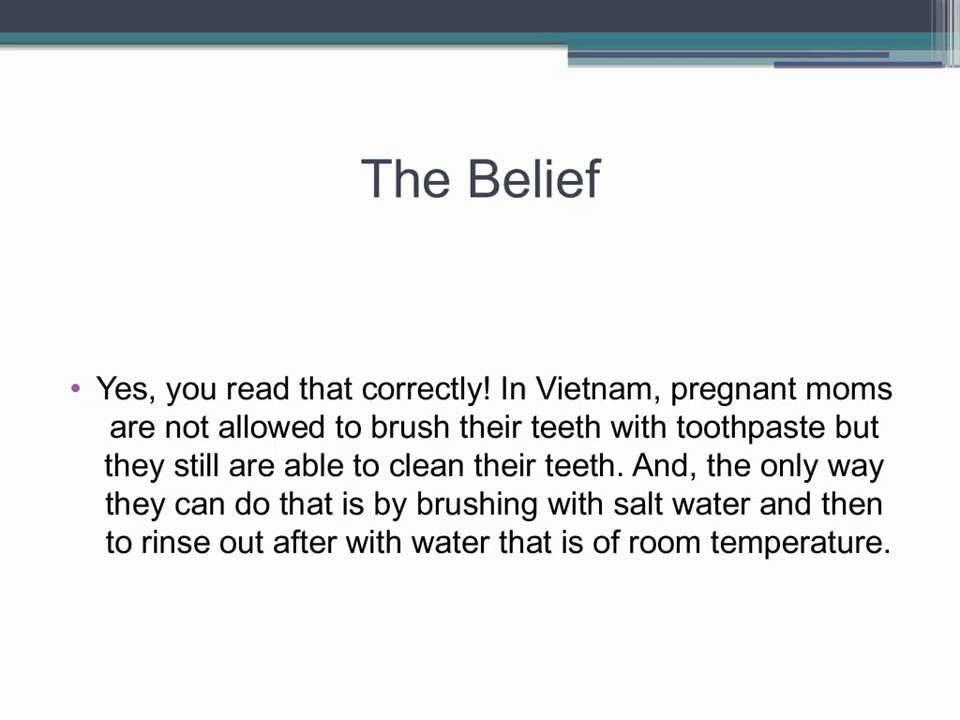 The Belief
• Yes, you read that correctly! In Vietnam, pregnant moms
are not allowed to brush their teeth with toothpaste but
they still are able to clean their teeth. And, the only way
they can do that is by brushing with salt water and then
to rinse out after with water that is of room temperature.